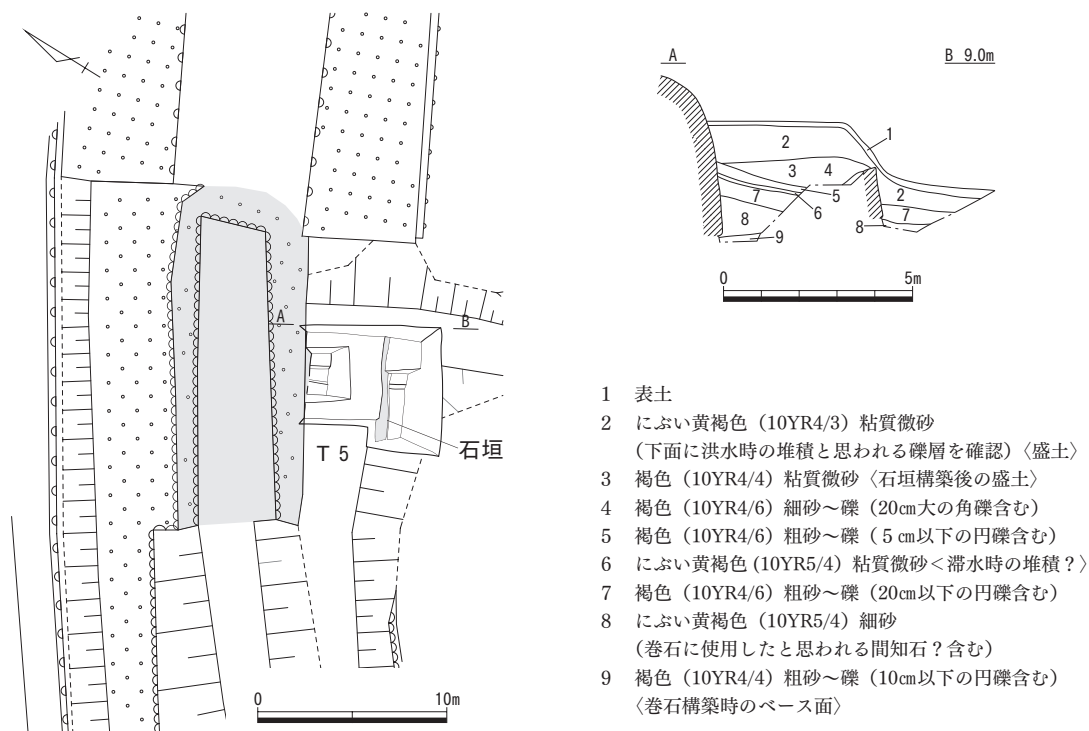 A
B
T 5
石垣
0
10m
A
B 9.0m
1
2
3
4
2
5
7
6
7
8
8
9
0
5m
1 表土
2 にぶい黄褐色（10YR4/3）粘質微砂
（下面に洪水時の堆積と思われる礫層を確認）〈盛土〉
3 褐色（10YR4/4）粘質微砂〈石垣構築後の盛土〉
4 褐色（10YR4/6）細砂～礫（20㎝大の角礫含む）
5 褐色（10YR4/6）粗砂～礫（５㎝以下の円礫含む）
6 にぶい黄褐色 (10YR5/4) 粘質微砂＜滞水時の堆積？〉
7 褐色（10YR4/6）粗砂～礫（20㎝以下の円礫含む）
8 にぶい黄褐色（10YR5/4）細砂
（巻石に使用したと思われる間知石？含む）
9 褐色（10YR4/4）粗砂～礫（10㎝以下の円礫含む）
〈巻石構築時のベース面〉